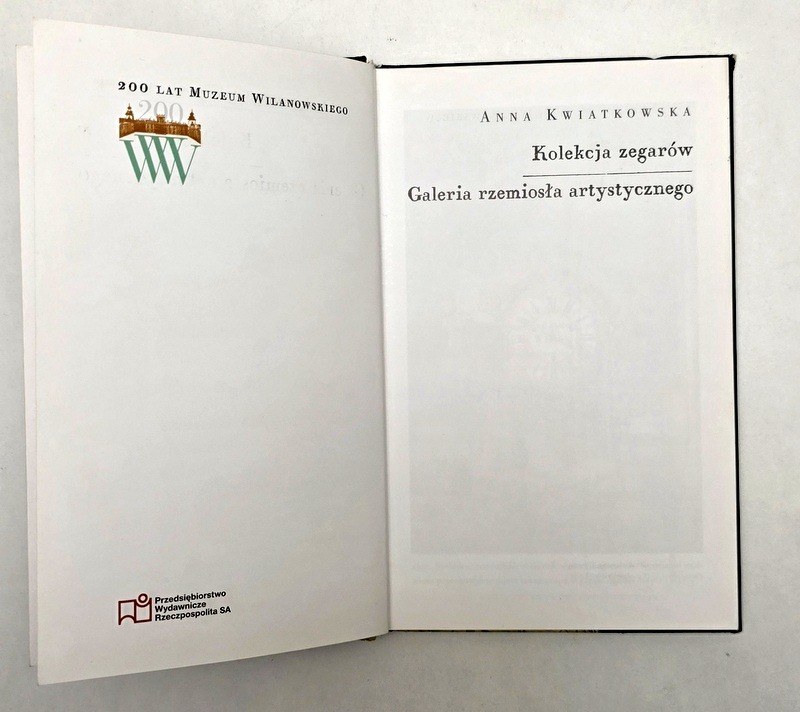 200 LAT MUZEUM WILANOWSKIEGO
200
WW
Przedsiębiorstwo
Wydawnicze
Rzeczpospolita SA
ANNA KWIATKOWSKA
Kolekcja zegarów
Galeria rzemiosła artystycznego